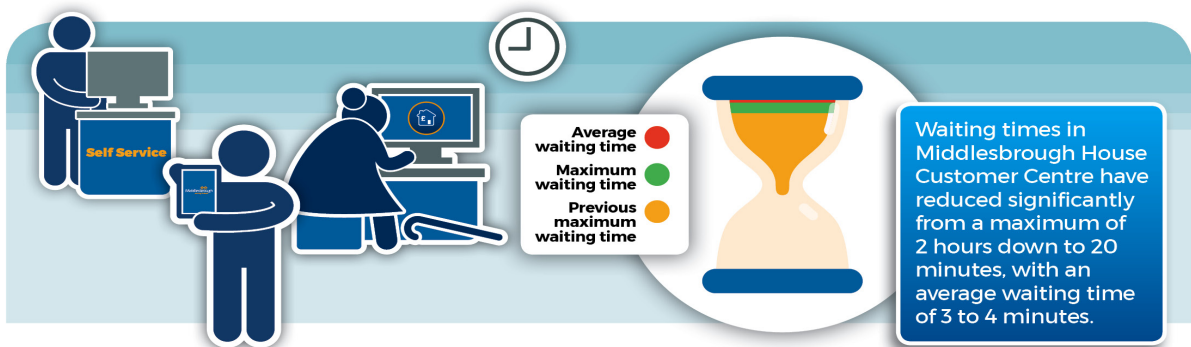 Self Service
Middlesbrough
£
Average
waiting time
Maximum
waiting time
Previous
maximum
waiting time
Waiting times in
Middlesbrough House
Customer Centre have
reduced significantly
from a maximum of
2 hours down to 20
minutes, with an
average waiting time
of 3 to 4 minutes.